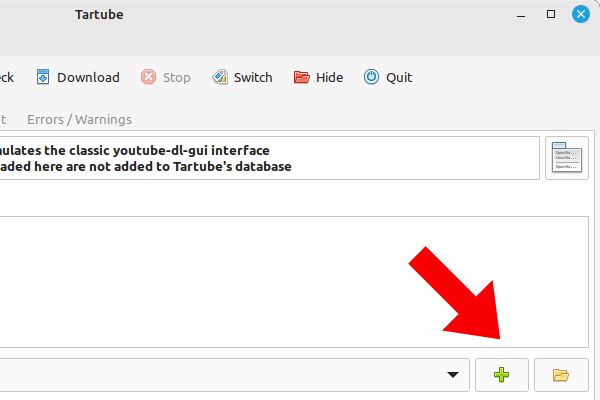 Tartube
ck Download Stop Switch Hide Quit
t Errors / Warnings
ulates the classic youtube-dl-gui interface
aded here are not added to Tartube's database